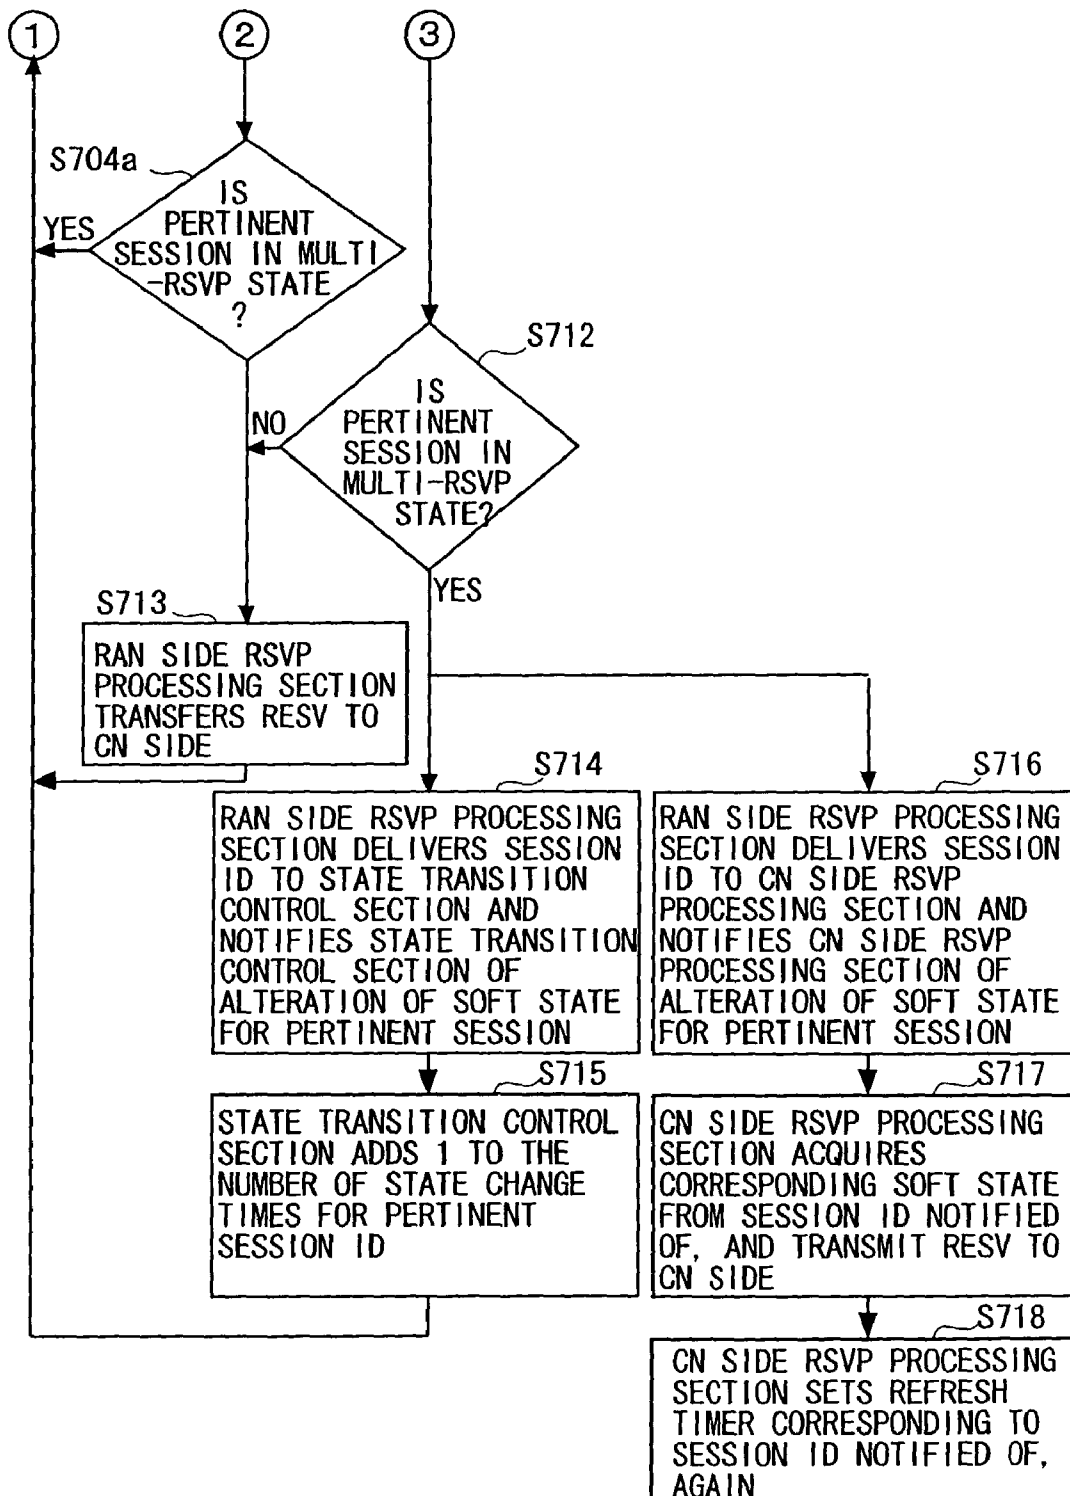 1
2
3
S704a
IS
PERTINENT
SESSION IN MULTI
-RSVP STATE
?
YES
S712
IS
PERTINENT
SESSION IN
MULTI-RSVP
STATE?
NO
YES
S713
RAN SIDE RSVP
PROCESSING SECTION
TRANSFERS RESV TO
CN SIDE
S714
RAN SIDE RSVP PROCESSING
SECTION DELIVERS SESSION
ID TO STATE TRANSITION
CONTROL SECTION AND
NOTIFIES STATE TRANSITION
CONTROL SECTION OF
ALTERATION OF SOFT STATE
FOR PERTINENT SESSION
S716
RAN SIDE RSVP PROCESSING
SECTION DELIVERS SESSION
ID TO CN SIDE RSVP
PROCESSING SECTION AND
NOTIFIES CN SIDE RSVP
PROCESSING SECTION OF
ALTERATION OF SOFT STATE
FOR PERTINENT SESSION
S715
STATE TRANSITION CONTROL
SECTION ADDS 1 TO THE
NUMBER OF STATE CHANGE
TIMES FOR PERTINENT
SESSION ID
S717
CN SIDE RSVP PROCESSING
SECTION ACQUIRES
CORRESPONDING SOFT STATE
FROM SESSION ID NOTIFIED
OF, AND TRANSMIT RESV TO
CN SIDE
S718
CN SIDE RSVP PROCESSING
SECTION SETS REFRESH
TIMER CORRESPONDING TO
SESSION ID NOTIFIED OF,
AGAIN